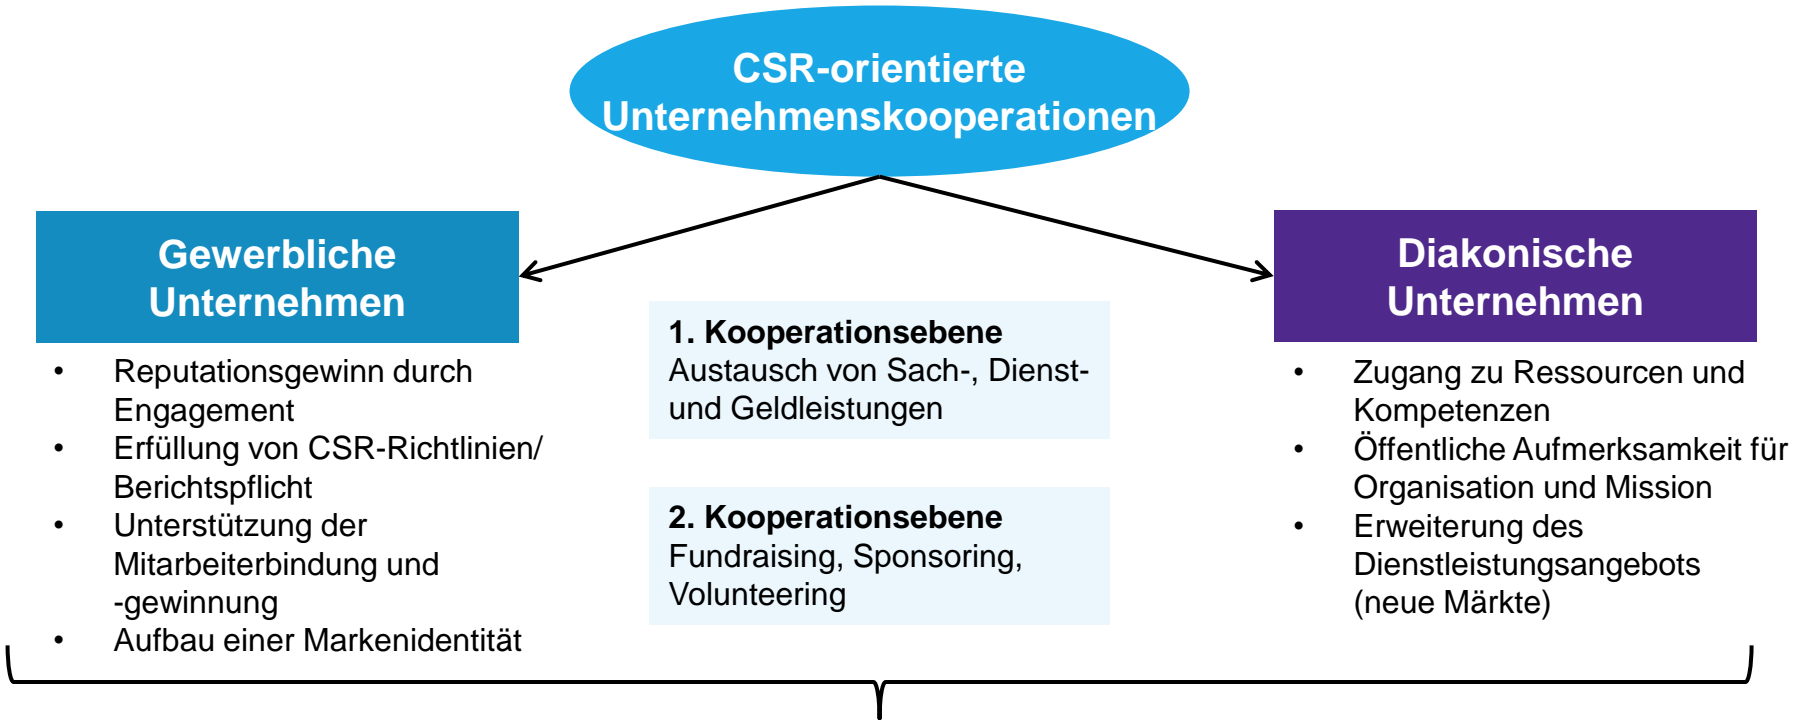 CSR-orientierte
Unternehmenskooperationen
Gewerbliche
Unternehmen
• Reputationsgewinn durch
Engagement
• Erfüllung von CSR-Richtlinien/
Berichtspflicht
• Unterstützung der
Mitarbeiterbindung und
-gewinnung
• Aufbau einer Markenidentität
1. Kooperationsebene
Austausch von Sach-, Dienst-
und Geldleistungen
2. Kooperationsebene
Fundraising, Sponsoring,
Volunteering
Diakonische
Unternehmen
• Zugang zu Ressourcen und
Kompetenzen
• Öffentliche Aufmerksamkeit für
Organisation und Mission
• Erweiterung des
Dienstleistungsangebots
(neue Märkte)